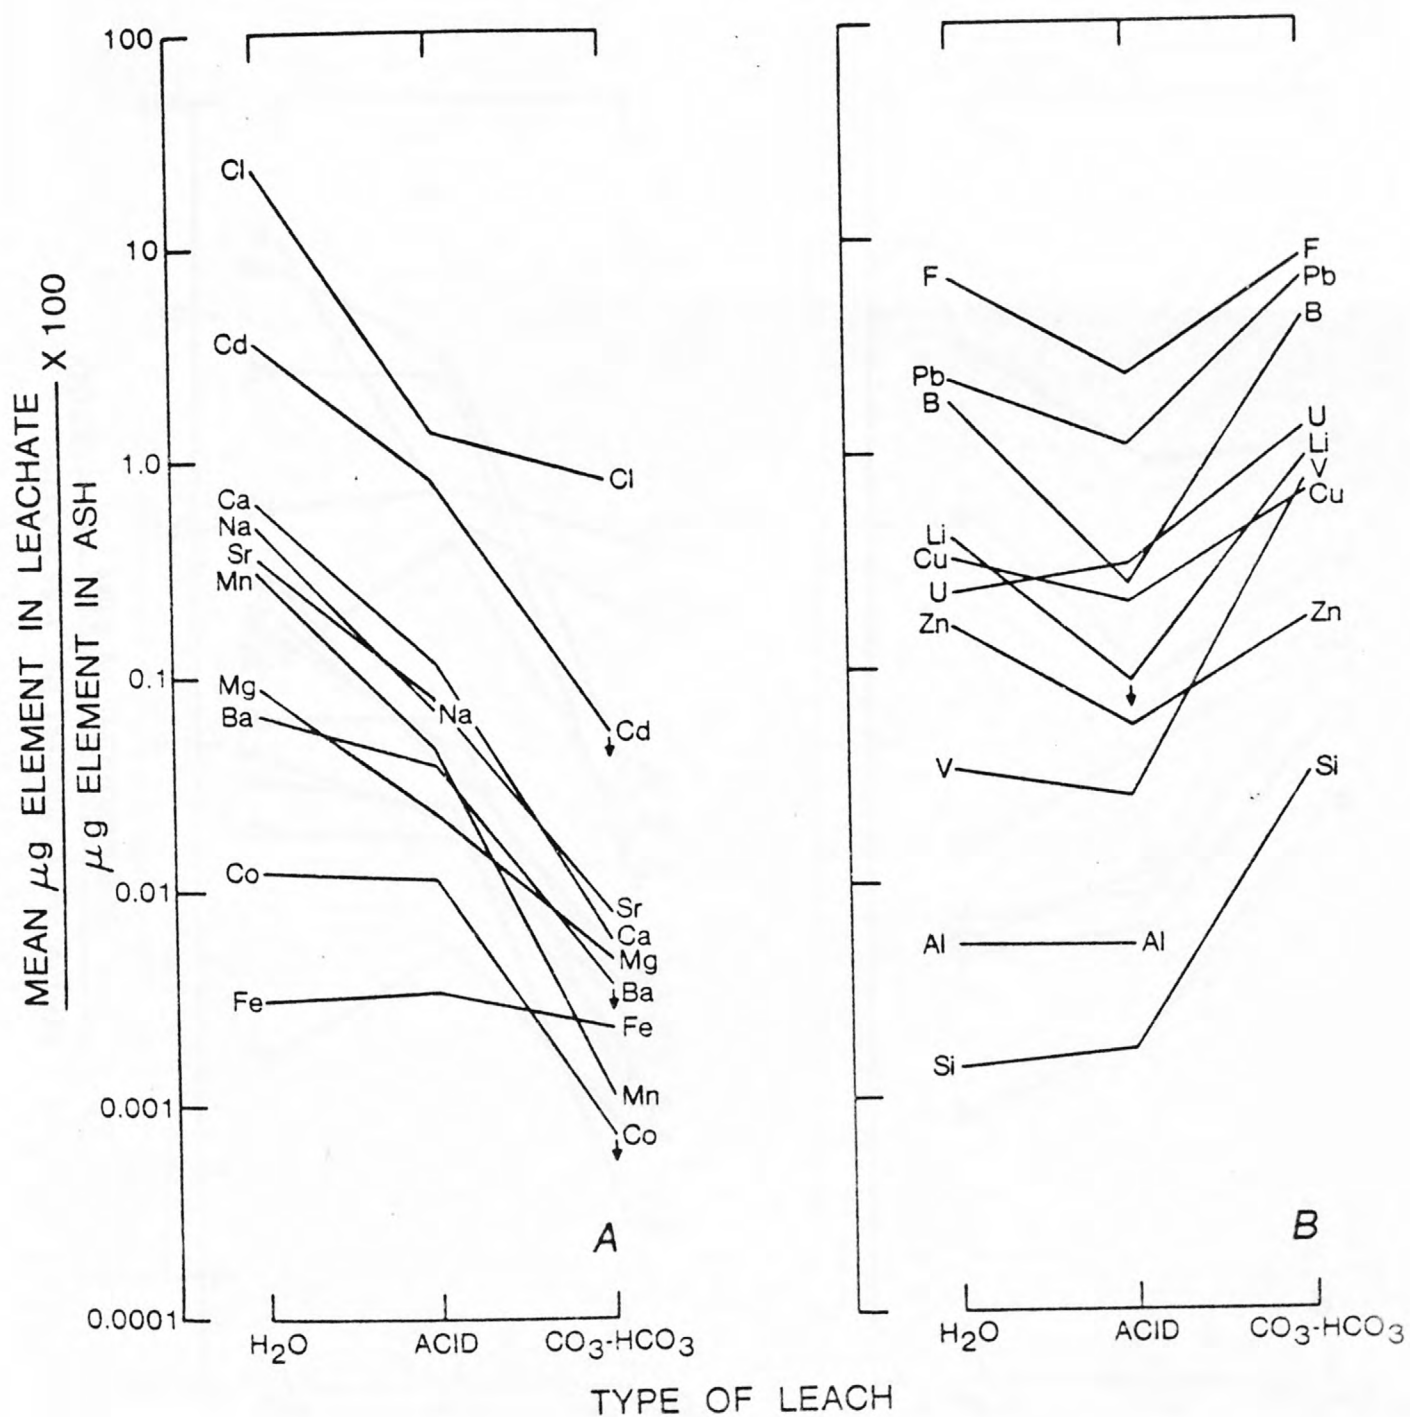 MEAN µg ELEMENT IN LEACHATE
µg ELEMENT IN ASH
X 100
100
10
1.0
0.1
0.01
0.001
0.0001
Cl
Cd
Ca
Na
Sr
Mn
Mg
Ba
Co
Fe
Na
Cl
Cd
Sr
Ca
Mg
Ba
Fe
Mn
Co
A
H2O
ACID
CO3-HCO3
F
Pb
B
Li
Cu
U
Zn
V
Al
Si
Al
F
Pb
B
U
Li
V
Cu
Zn
Si
B
H2O
ACID
CO3-HCO3
TYPE OF LEACH